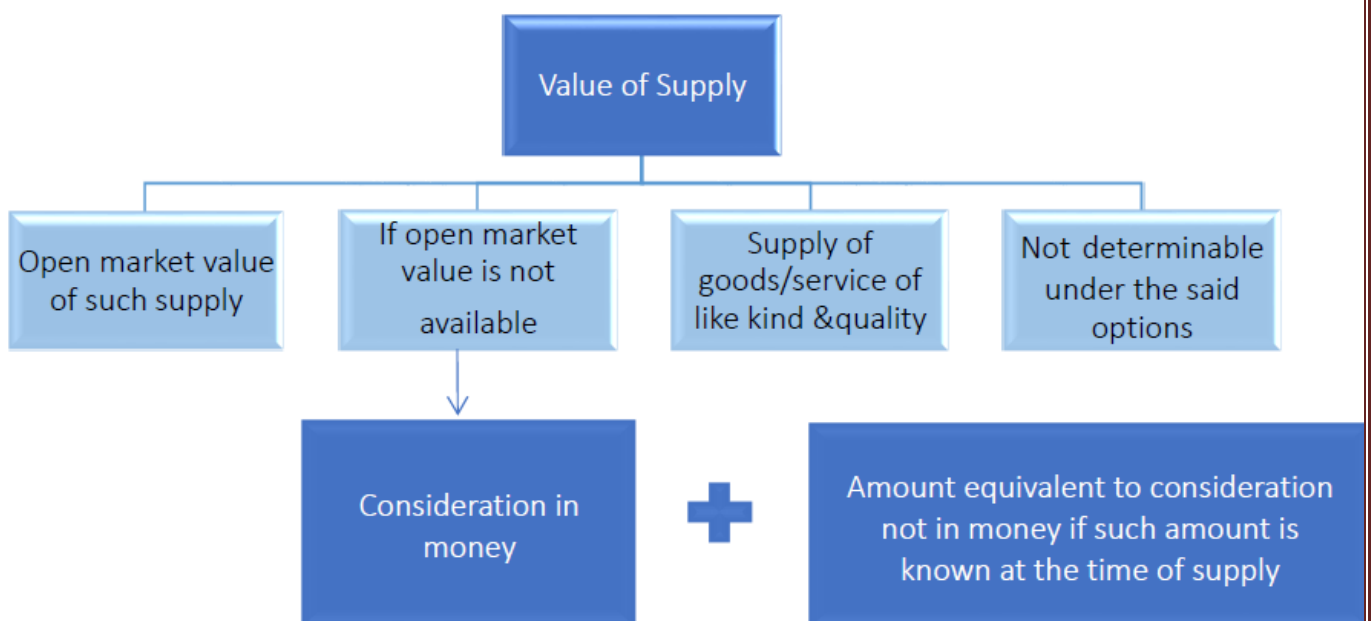 Value of Supply
Open market value
of such supply
If open market
value is not
available
Supply of
goods/service of
like kind &quality
Not determinable
under the said
options
Consideration in
money
Amount equivalent to consideration
not in money if such amount is
known at the time of supply